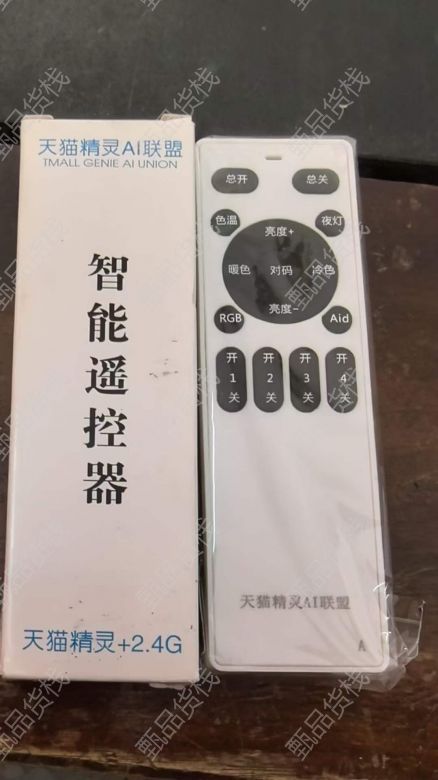 天猫精灵AI联盟
TMALL GENIE AI UNION
智能遥控器
天猫精灵+2.4G
总开 总关
色温 亮度+ 夜灯
暖色 对码 冷色
RGB 亮度- Aid
开 开 开 开
1 2 3 4
关 关 关 关
天猫精灵AI联盟
A
甄品货栈